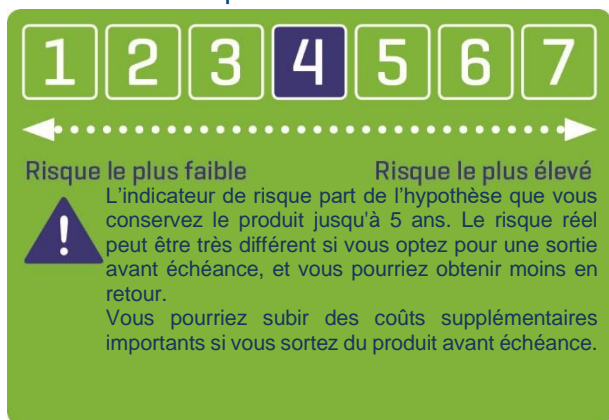 1 2 3 4 5 6 7
Risque le plus faible Risque le plus élevé
L'indicateur de risque part de l'hypothèse que vous
conservez le produit jusqu'à 5 ans. Le risque réel
peut être très différent si vous optez pour une sortie
avant échéance, et vous pourriez obtenir moins en
retour.
Vous pourriez subir des coûts supplémentaires
importants si vous sortez du produit avant échéance.